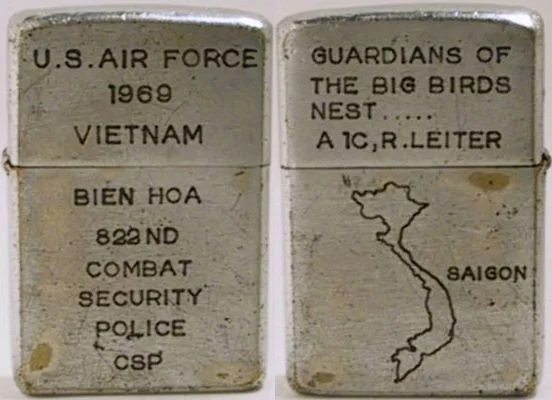 U.S. AIR FORCE
1969
VIETNAM
BIEN HOA
822ND
COMBAT
SECURITY
POLICE
CSP
GUARDIANS OF
THE BIG BIRDS
NEST.....
A 1C, R. LEITER
SAIGON